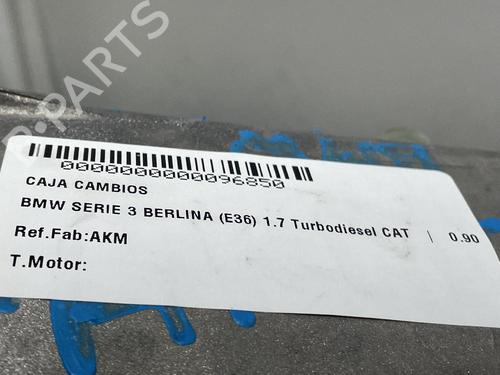 B-PARTS
0000000000096850
CAJA CAMBIOS
BMW SERIE 3 BERLINA (E36) 1.7 Turbodiesel CAT | 0.90
Ref.Fab:AKM
T.Motor: